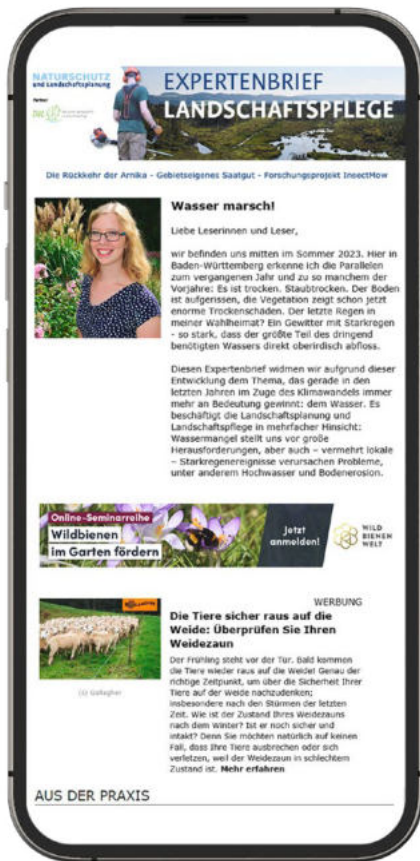 NATURSCHUTZ
und Landschaftsplanung
EXPERTENBRIEF
LANDSCHAFTSPFLEGE
Die Rückkehr der Arnika - Gebietseigenes Saatgut - Forschungsprojekt InsectMow
Wasser marsch!
Liebe Leserinnen und Leser,
wir befinden uns mitten im Sommer 2023. Hier in
Baden-Württemberg erkenne ich die Parallelen
zum vergangenen Jahr und zu so manchem der
Vorjahre: Es ist trocken. Staubtrocken. Der Boden
ist aufgerissen, die Vegetation zeigt schon jetzt
enorme Trockenschäden. Der letzte Regen in
meiner Wahlheimat? Ein Gewitter mit Starkregen
- so stark, dass der größte Teil des dringend
benötigten Wassers direkt oberirdisch abfloss.
Diesen Expertenbrief widmen wir aufgrund dieser
Entwicklung dem Thema, das gerade in den
letzten Jahren im Zuge des Klimawandels immer
mehr an Bedeutung gewinnt: dem Wasser. Es
beschäftigt die Landschaftsplanung und
Landschaftspflege in mehrfacher Hinsicht:
Wassermangel stellt uns vor große
Herausforderungen, aber auch – vermehrt lokale
– Starkregenereignisse verursachen Probleme,
unter anderem Hochwasser und Bodenerosion.
Online-Seminarreihe
Wildbienen
im Garten fördern
Jetzt
anmelden!
WILD
BIENEN
WELT
WERBUNG
Die Tiere sicher raus auf die
Weide: Überprüfen Sie Ihren
Weidezaun
(c) Gallagher
Der Frühling steht vor der Tür. Bald kommen
die Tiere wieder raus auf die Weide! Genau der
richtige Zeitpunkt, um über die Sicherheit Ihrer
Tiere auf der Weide nachzudenken;
insbesondere nach den Stürmen der letzten
Zeit. Wie ist der Zustand Ihres Weidezauns
nach dem Winter? Ist er noch sicher und
intakt? Denn Sie möchten natürlich auf keinen
Fall, dass Ihre Tiere ausbrechen oder sich
verletzen, weil der Weidezaun in schlechtem
Zustand ist. Mehr erfahren
AUS DER PRAXIS